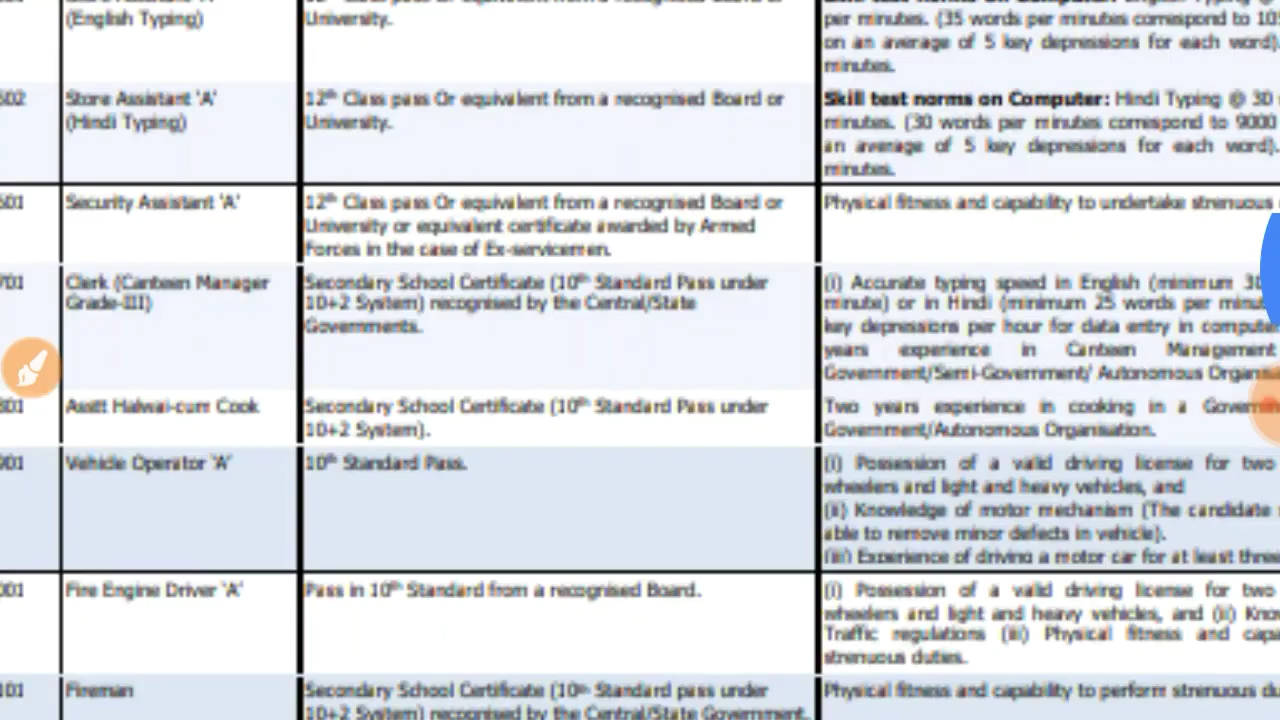 (English Typing)
University.
per minutes. (35 words per minutes correspond to
on an average of 5 key depressions for each word)
minutes.
Store Assistant 'A'
(Hindi Typing)
12th Class pass Or equivalent from a recognised Board or
University.
Skill test norms on Computer: Hindi Typing @ 30
minutes. (30 words per minutes correspond to 9000
an average of 5 key depressions for each word).
minutes.
Security Assistant 'A'
12th Class pass Or equivalent from a recognised Board or
University or equivalent certificate awarded by Armed
Forces in the case of Ex-servicemen.
Physical fitness and capability to undertake strenuous
Clerk (Canteen Manager
Grade-III)
Secondary School Certificate (10th Standard Pass under
10+2 System) recognised by the Central/State
Governments.
(i) Accurate typing speed in English (minimum 30
minute) or in Hindi (minimum 25 words per
key depressions per hour for data entry in
years experience in Canteen Management
Government/Semi-Government/ Autonomous
Asstt Halwai-cum Cook
Secondary School Certificate (10th Standard Pass under
10+2 System).
Two years experience in cooking in a
Government/Autonomous Organisation.
Vehicle Operator 'A'
10th Standard Pass.
(i) Possession of a valid driving license for two
wheelers and light and heavy vehicles, and
(ii) Knowledge of motor mechanism (The candidate
able to remove minor defects in vehicle).
(iii) Experience of driving a motor car for at least three
001
Fire Engine Driver 'A'
Pass in 10th Standard from a recognised Board.
(i) Possession of a valid driving license for two
wheelers and light and heavy vehicles, and (ii)
Traffic regulations (iii) Physical fitness and
strenuous duties.
101
Fireman
Secondary School Certificate (10th Standard pass under
10+2 System) recognised by the Central/State Government.
Physical fitness and capability to perform strenuous